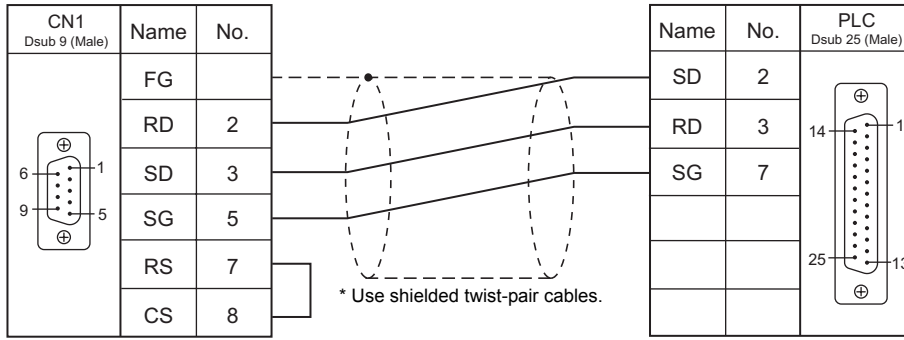 CN1
Dsub 9 (Male)
Name No.
FG
RD 2
SD 3
SG 5
RS 7
CS 8
6
1
9
5
* Use shielded twist-pair cables.
Name No.
SD 2
RD 3
SG 7
PLC
Dsub 25 (Male)
14
1
25
13